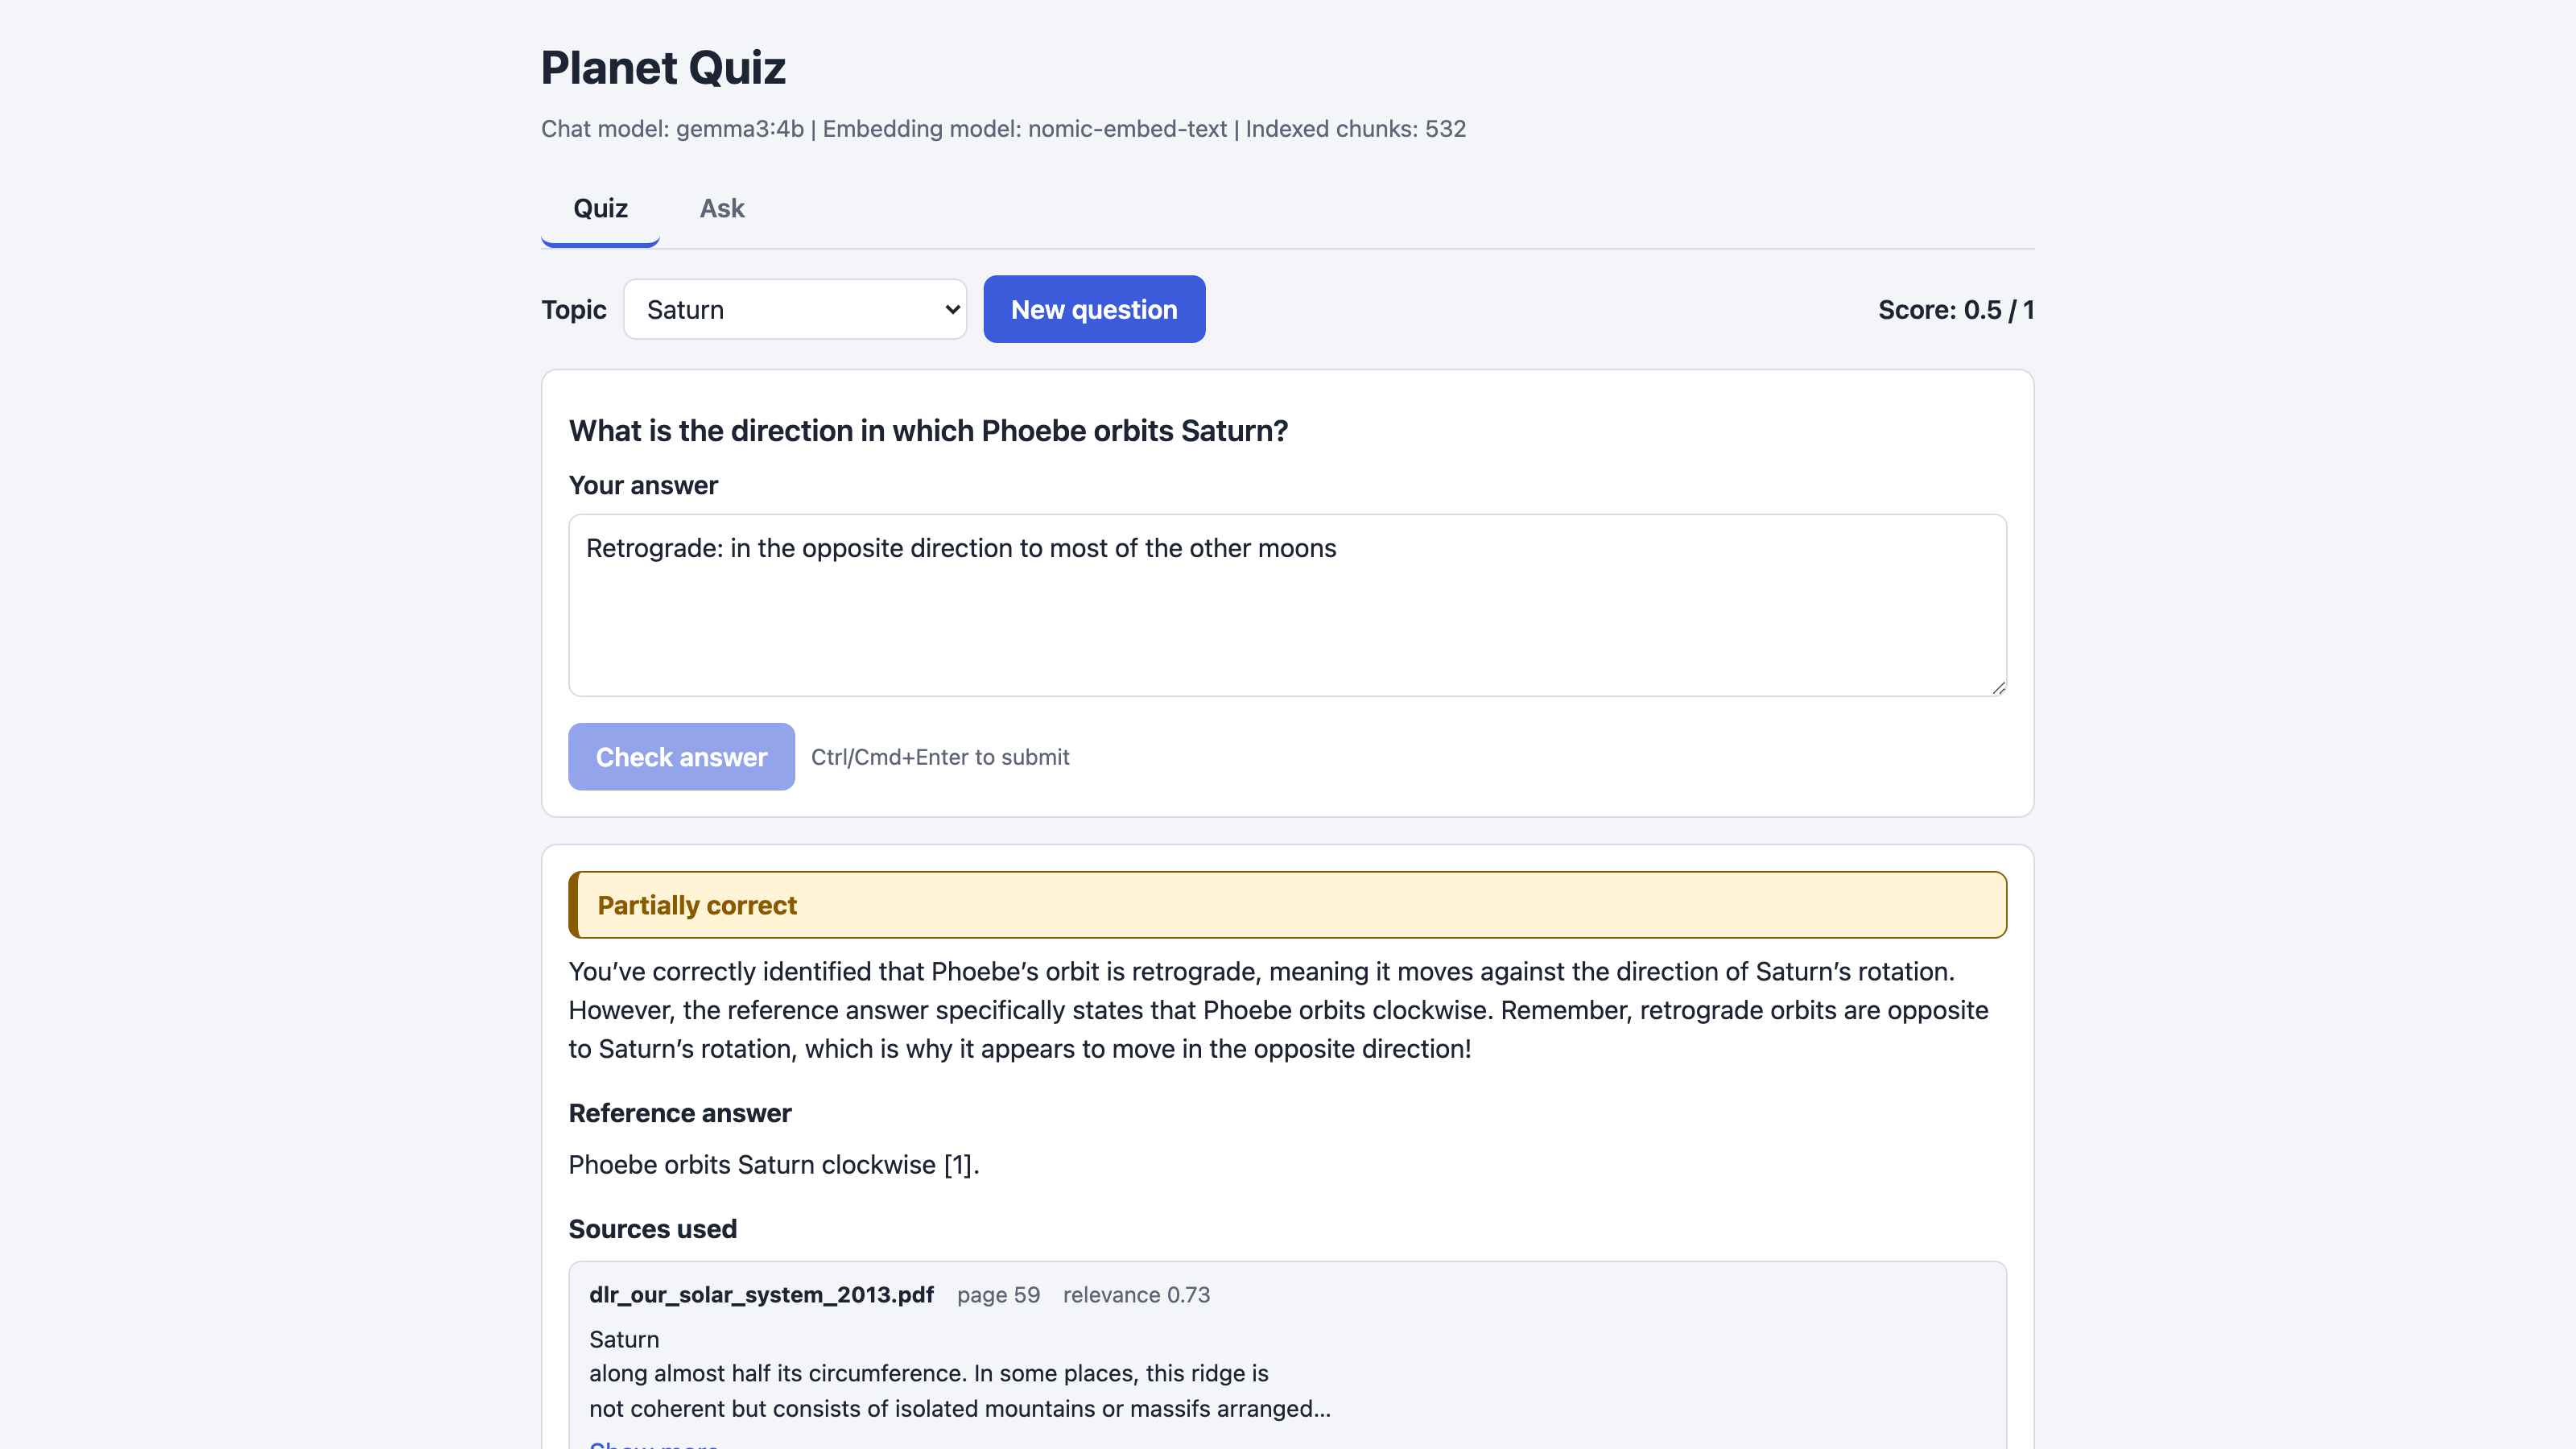 Planet Quiz
Chat model: gemma3:4b | Embedding model: nomic-embed-text | Indexed chunks: 532
Quiz Ask
Topic Saturn New question Score: 0.5 / 1
What is the direction in which Phoebe orbits Saturn?
Your answer
Retrograde: in the opposite direction to most of the other moons
Check answer Ctrl/Cmd+Enter to submit
Partially correct
You’ve correctly identified that Phoebe’s orbit is retrograde, meaning it moves against the direction of Saturn’s rotation.
However, the reference answer specifically states that Phoebe orbits clockwise. Remember, retrograde orbits are opposite
to Saturn’s rotation, which is why it appears to move in the opposite direction!
Reference answer
Phoebe orbits Saturn clockwise [1].
Sources used
dlr_our_solar_system_2013.pdf page 59 relevance 0.73
Saturn
along almost half its circumference. In some places, this ridge is
not coherent but consists of isolated mountains or massifs arranged...
Show more